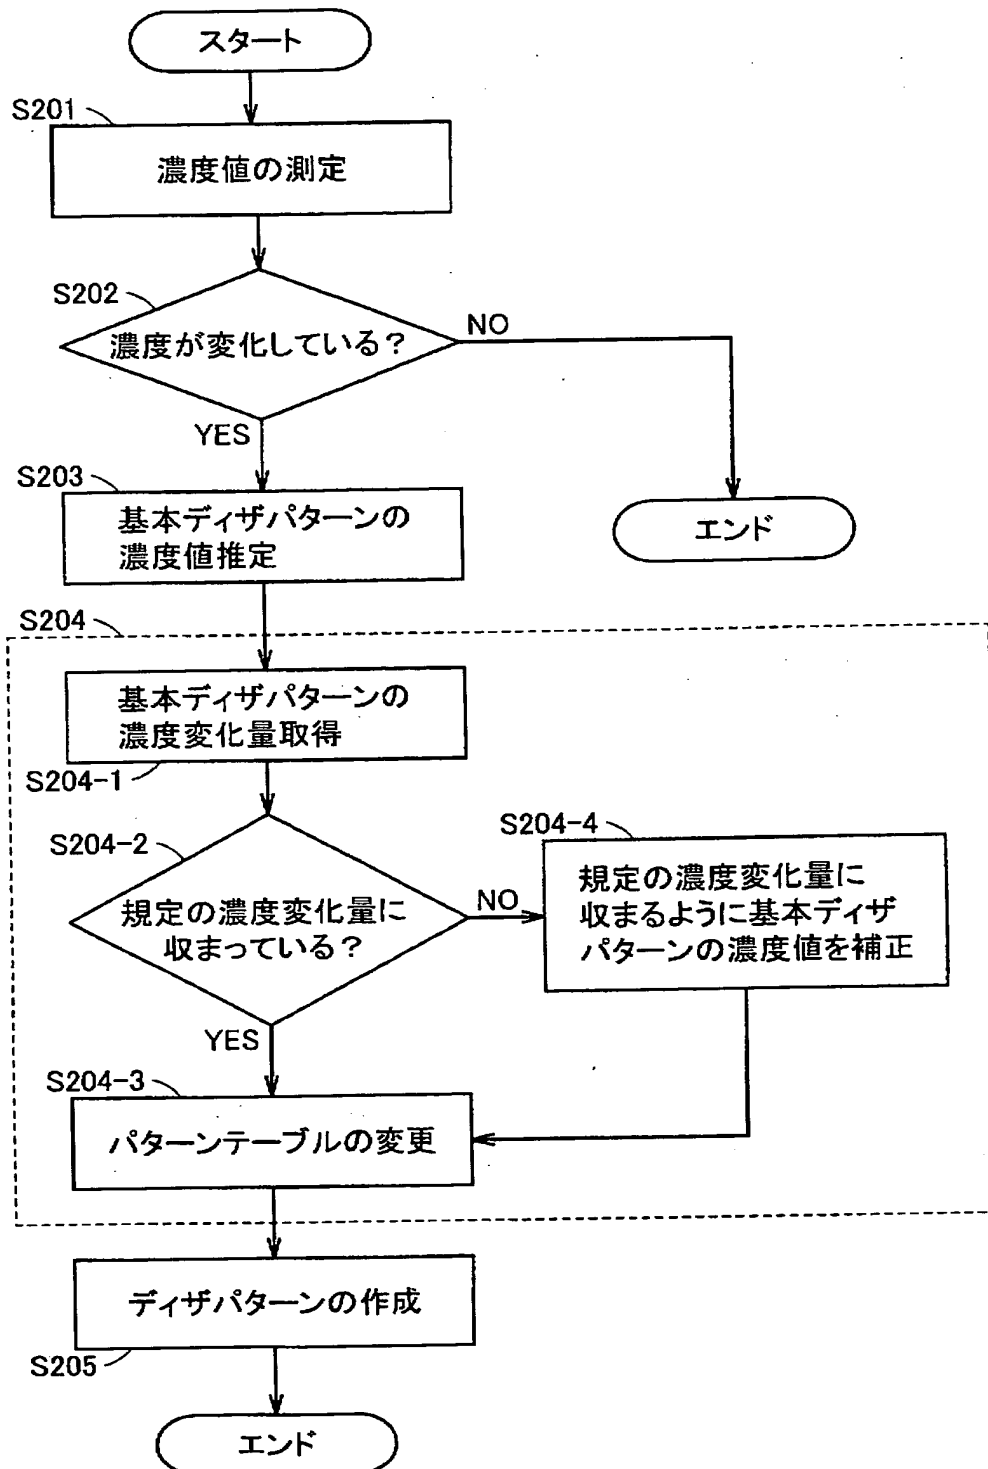 スタート
S201
濃度値の測定
S202
濃度が変化している?
NO
YES
エンド
S203
基本ディザパターンの
濃度値推定
S204
基本ディザパターンの
濃度変化量取得
S204-1
S204-2
規定の濃度変化量に
収まっている?
NO
YES
S204-4
規定の濃度変化量に
収まるように基本ディザ
パターンの濃度値を補正
S204-3
パターンテーブルの変更
ディザパターンの作成
S205
エンド